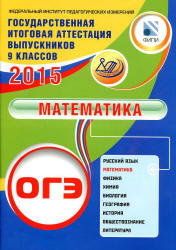 ФЕДЕРАЛЬНЫЙ ИНСТИТУТ ПЕДАГОГИЧЕСКИХ ИЗМЕРЕНИЙ
ГОСУДАРСТВЕННАЯ
ИТОГОВАЯ АТТЕСТАЦИЯ
ВЫПУСКНИКОВ
9 КЛАССОВ
ФИПИ
2015
МАТЕМАТИКА
ОГЭ
РУССКИЙ ЯЗЫК
МАТЕМАТИКА
ФИЗИКА
ХИМИЯ
БИОЛОГИЯ
ГЕОГРАФИЯ
ИСТОРИЯ
ОБЩЕСТВОЗНАНИЕ
ЛИТЕРАТУРА